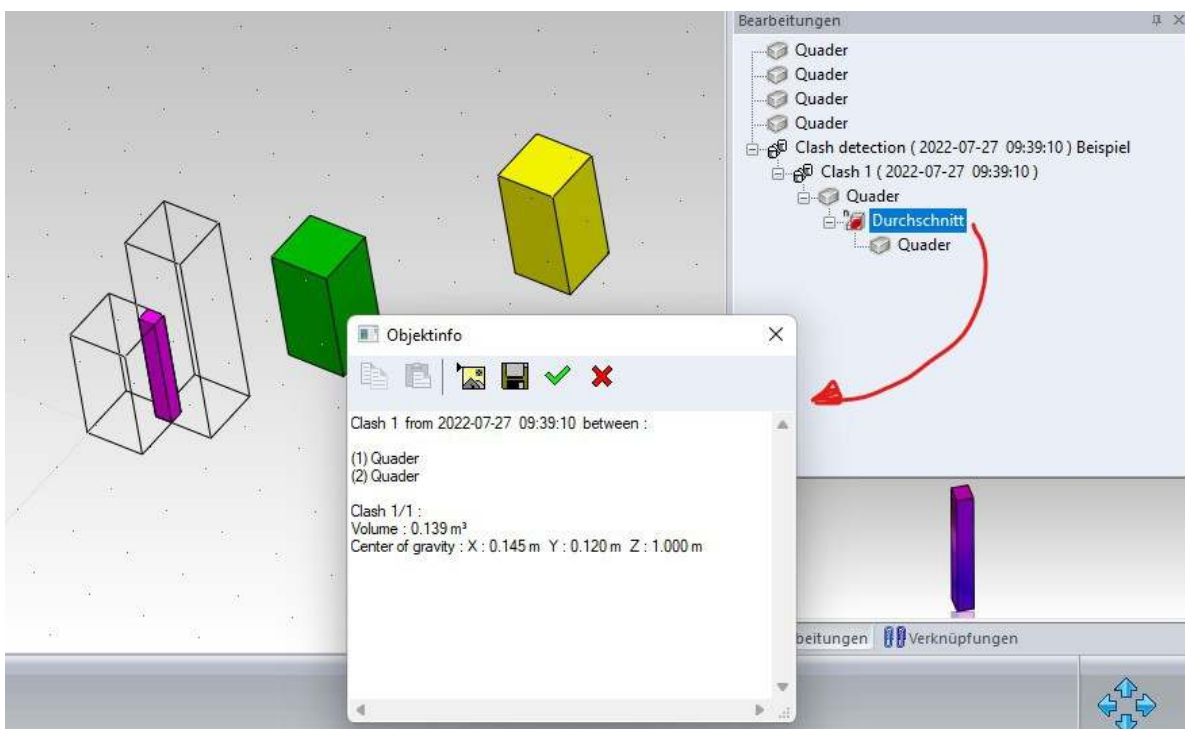 Bearbeitungen
Quader
Quader
Quader
Quader
Clash detection ( 2022-07-27 09:39:10 ) Beispiel
Clash 1 ( 2022-07-27 09:39:10 )
Quader
n
Durchschnitt
Quader
Objektinfo
Clash 1 from 2022-07-27 09:39:10 between :
(1) Quader
(2) Quader
Clash 1/1 :
Volume : 0.139 m³
Center of gravity : X : 0.145 m Y : 0.120 m Z : 1.000 m
beitungen Verknüpfungen